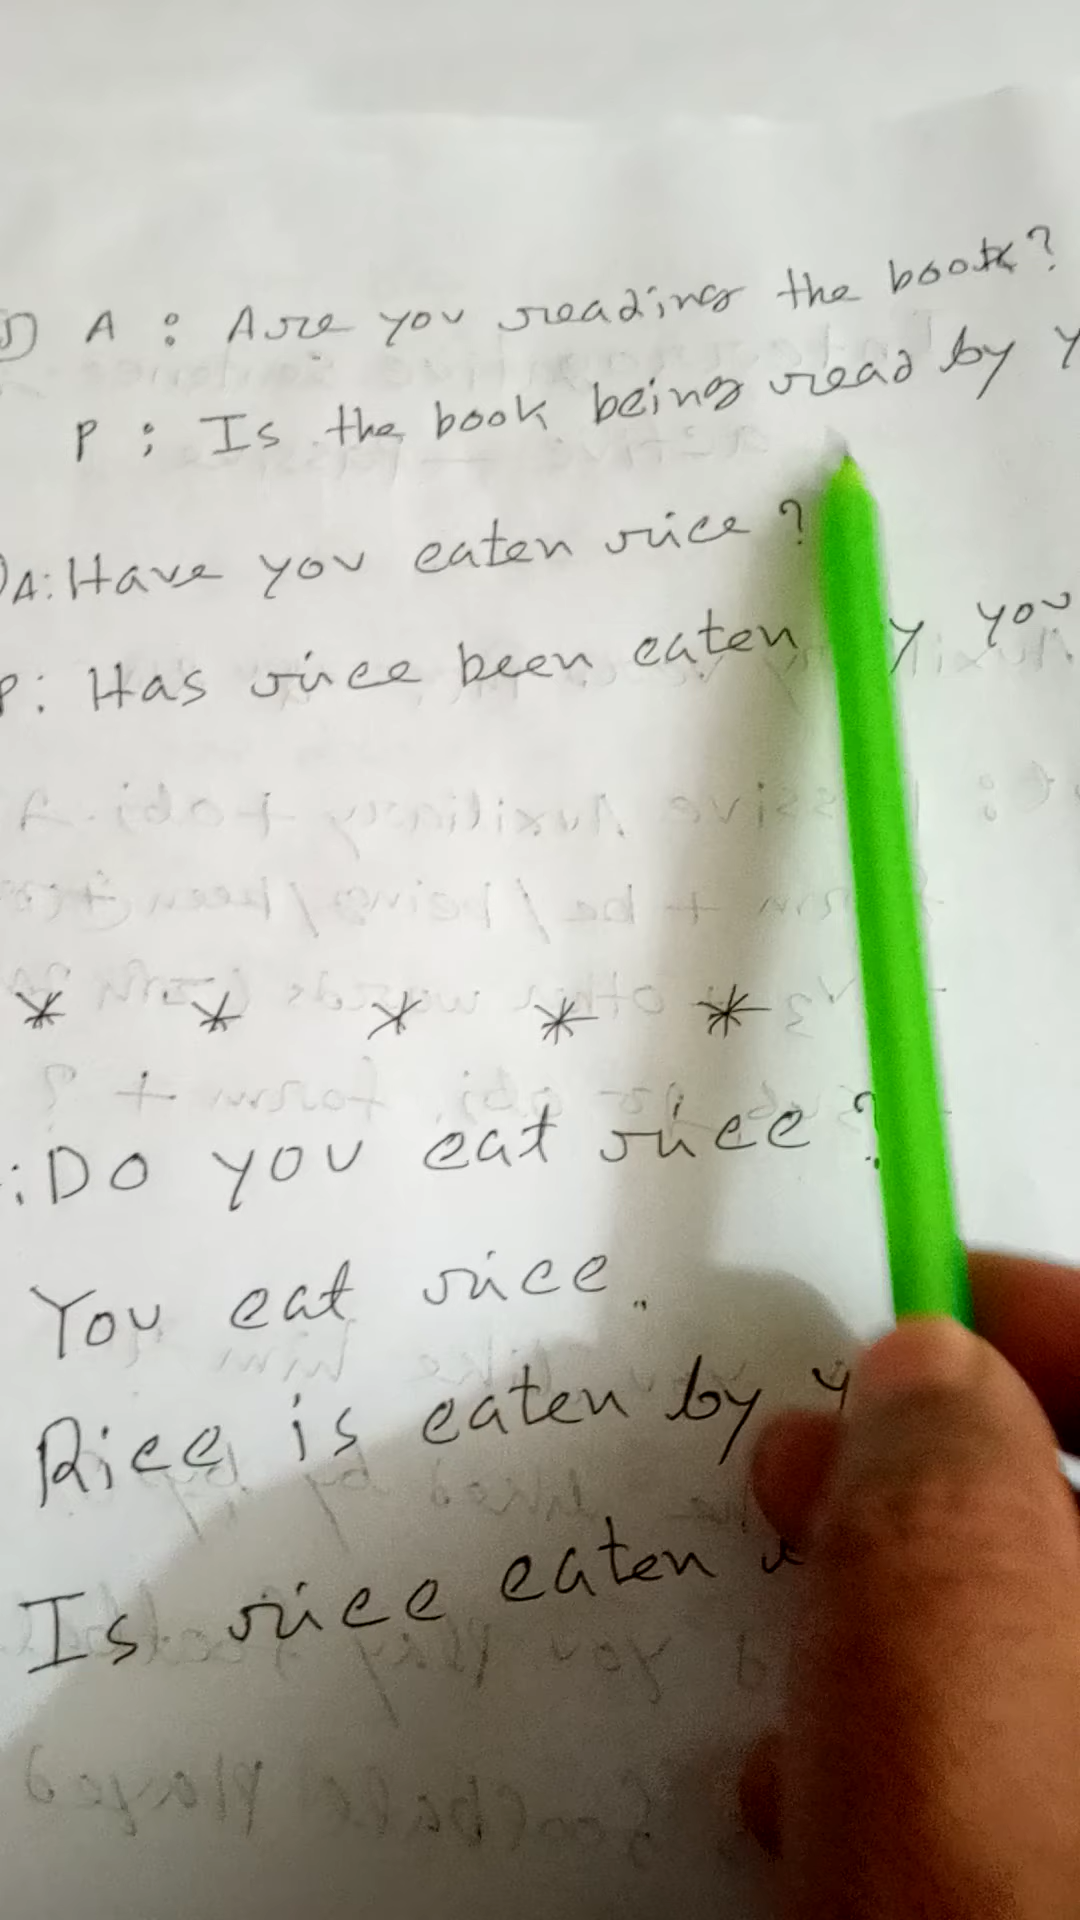 5) A : Are you reading the book?
P : Is the book being read by
A: Have you eaten rice ?
P: Has rice been eaten y you
* * * * *
: Do you eat rice ?
You eat rice.
Rice is eaten by y
Is rice eaten